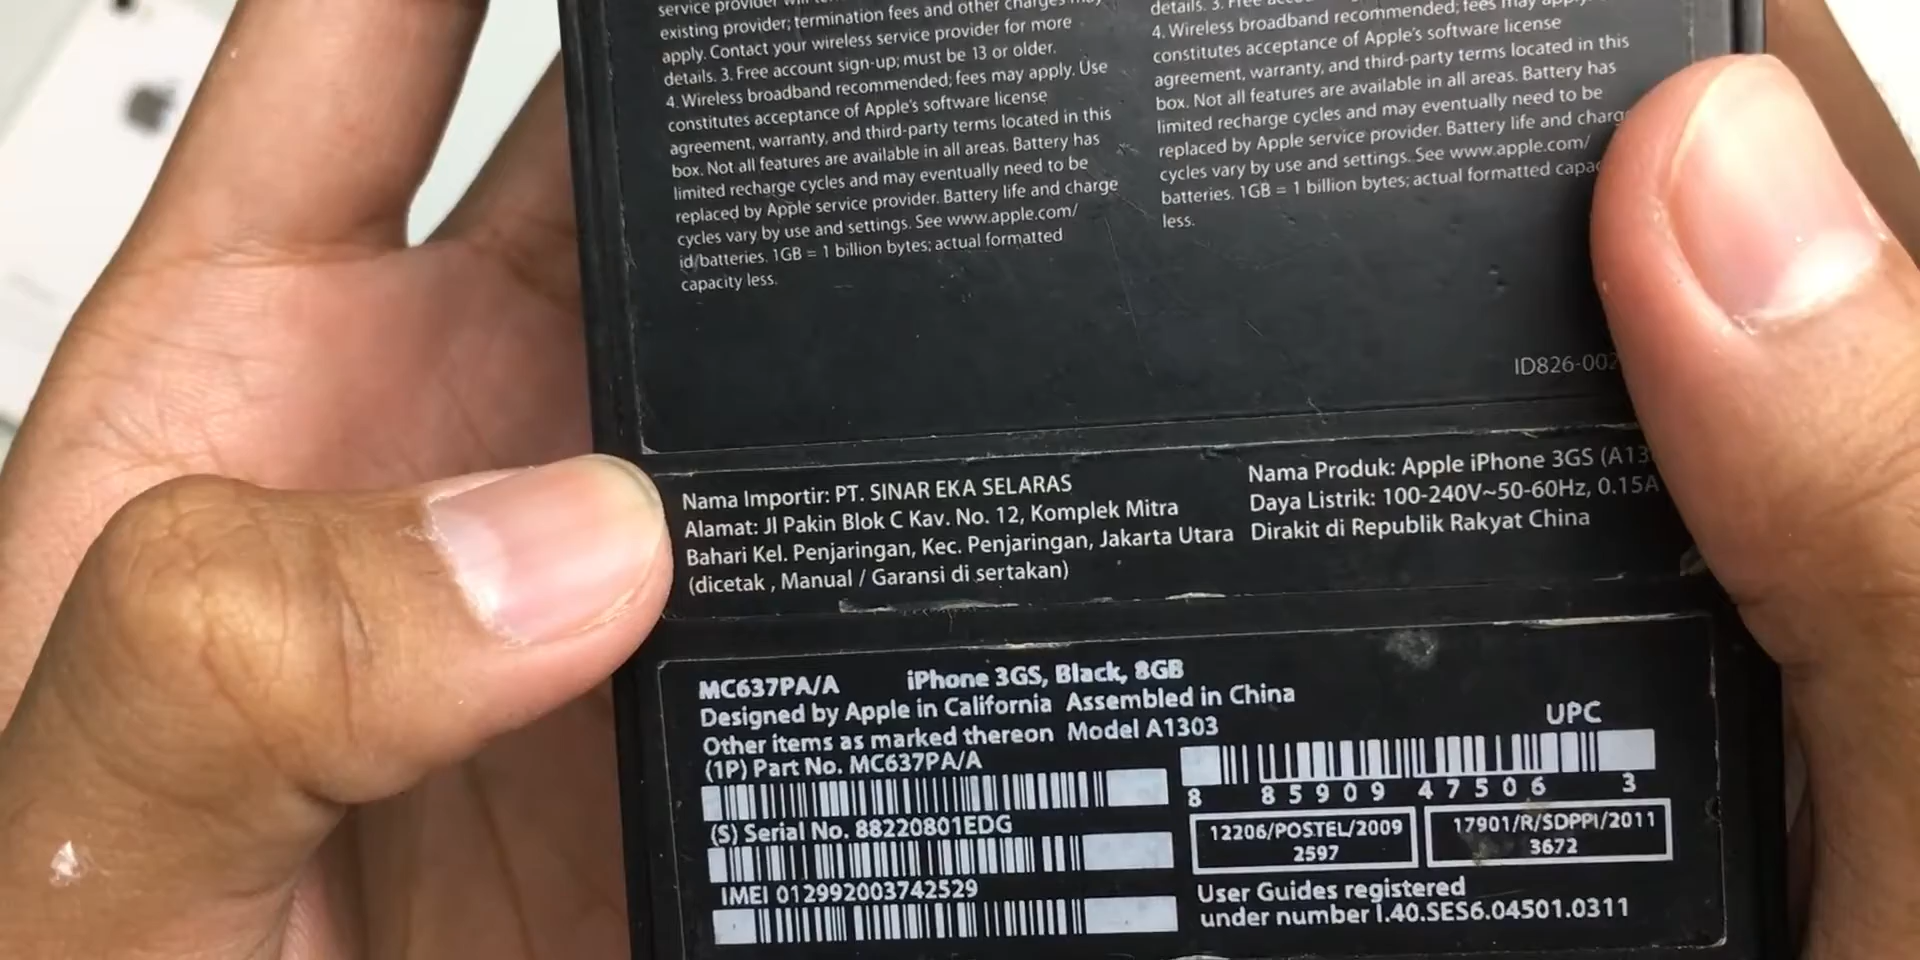 service provider
existing provider; termination fees and other charges may
apply. Contact your wireless service provider for more
details. 3. Free account sign-up; must be 13 or older.
4. Wireless broadband recommended; fees may apply. Use
constitutes acceptance of Apple's software license
agreement, warranty, and third-party terms located in this
box. Not all features are available in all areas. Battery has
limited recharge cycles and may eventually need to be
replaced by Apple service provider. Battery life and charge
cycles vary by use and settings. See www.apple.com/
id/batteries. 1GB = 1 billion bytes; actual formatted
capacity less.
details. 3. Free
4. Wireless broadband recommended; fees may
constitutes acceptance of Apple's software license
agreement, warranty, and third-party terms located in this
box. Not all features are available in all areas. Battery has
limited recharge cycles and may eventually need to be
replaced by Apple service provider. Battery life and charg
cycles vary by use and settings. See www.apple.com/
batteries. 1GB = 1 billion bytes; actual formatted capa
less.
ID826-002
Nama Importir: PT. SINAR EKA SELARAS
Alamat: Jl Pakin Blok C Kav. No. 12, Komplek Mitra
Bahari Kel. Penjaringan, Kec. Penjaringan, Jakarta Utara
(dicetak , Manual / Garansi di sertakan)
Nama Produk: Apple iPhone 3GS (A13
Daya Listrik: 100-240V~50-60Hz, 0.15A
Dirakit di Republik Rakyat China
MC637PA/A iPhone 3GS, Black, 8GB
Designed by Apple in California Assembled in China
Other items as marked thereon Model A1303
(1P) Part No. MC637PA/A
(S) Serial No. 88220801EDG
IMEI 012992003742529
UPC
8 85909 47506 3
12206/POSTEL/2009
2597
17901/R/SDPPI/2011
3672
User Guides registered
under number I.40.SES6.04501.0311